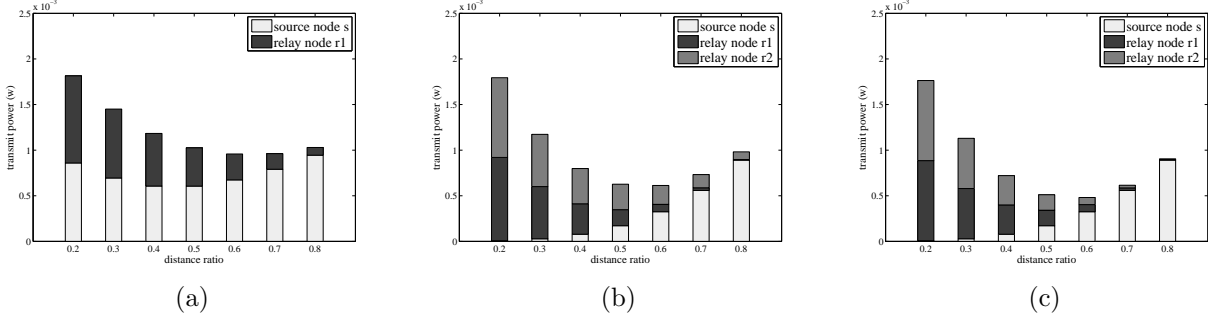 x 10⁻³
2.5
2
1.5
1
0.5
0
transmit power (w)
source node s
relay node r1
0.2 0.3 0.4 0.5 0.6 0.7 0.8
distance ratio
(a)
x 10⁻³
2.5
2
1.5
1
0.5
0
transmit power (w)
source node s
relay node r1
relay node r2
0.2 0.3 0.4 0.5 0.6 0.7 0.8
distance ratio
(b)
x 10⁻³
2.5
2
1.5
1
0.5
0
transmit power (w)
source node s
relay node r1
relay node r2
0.2 0.3 0.4 0.5 0.6 0.7 0.8
distance ratio
(c)